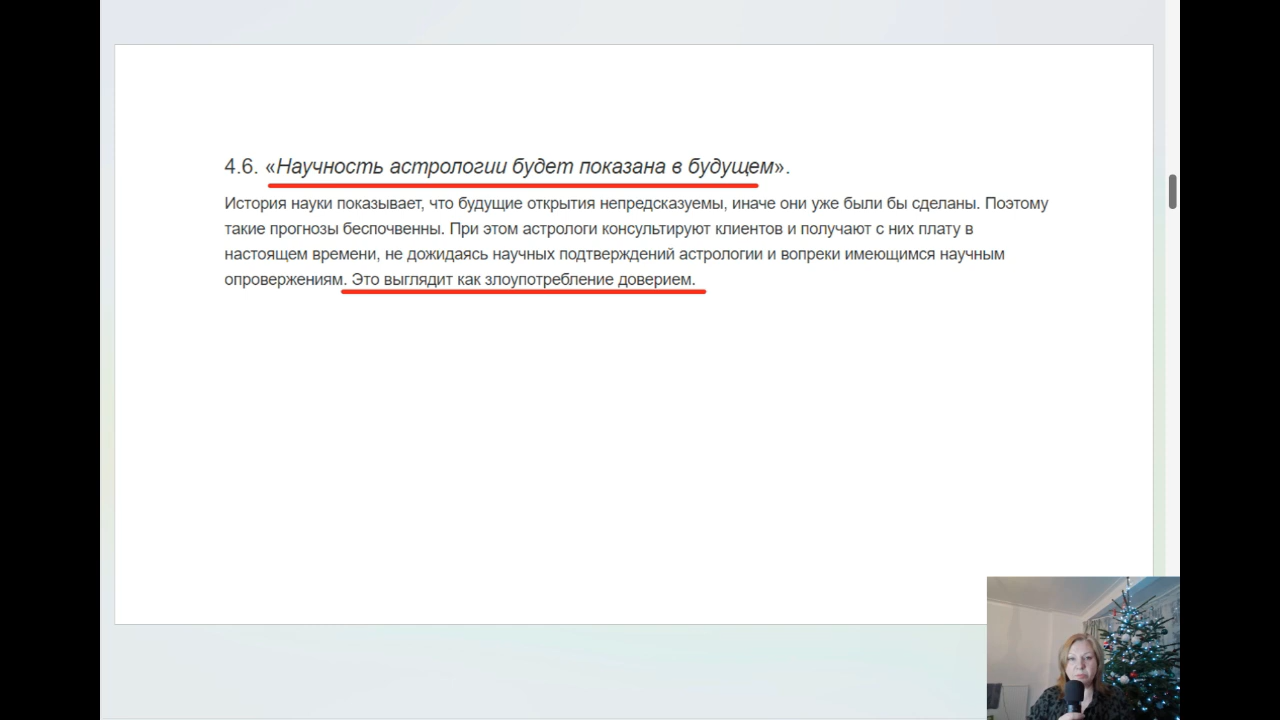 4.6. «Научность астрологии будет показана в будущем».
История науки показывает, что будущие открытия непредсказуемы, иначе они уже были бы сделаны. Поэтому
такие прогнозы беспочвенны. При этом астрологи консультируют клиентов и получают с них плату в
настоящем времени, не дожидаясь научных подтверждений астрологии и вопреки имеющимся научным
опровержениям. Это выглядит как злоупотребление доверием.